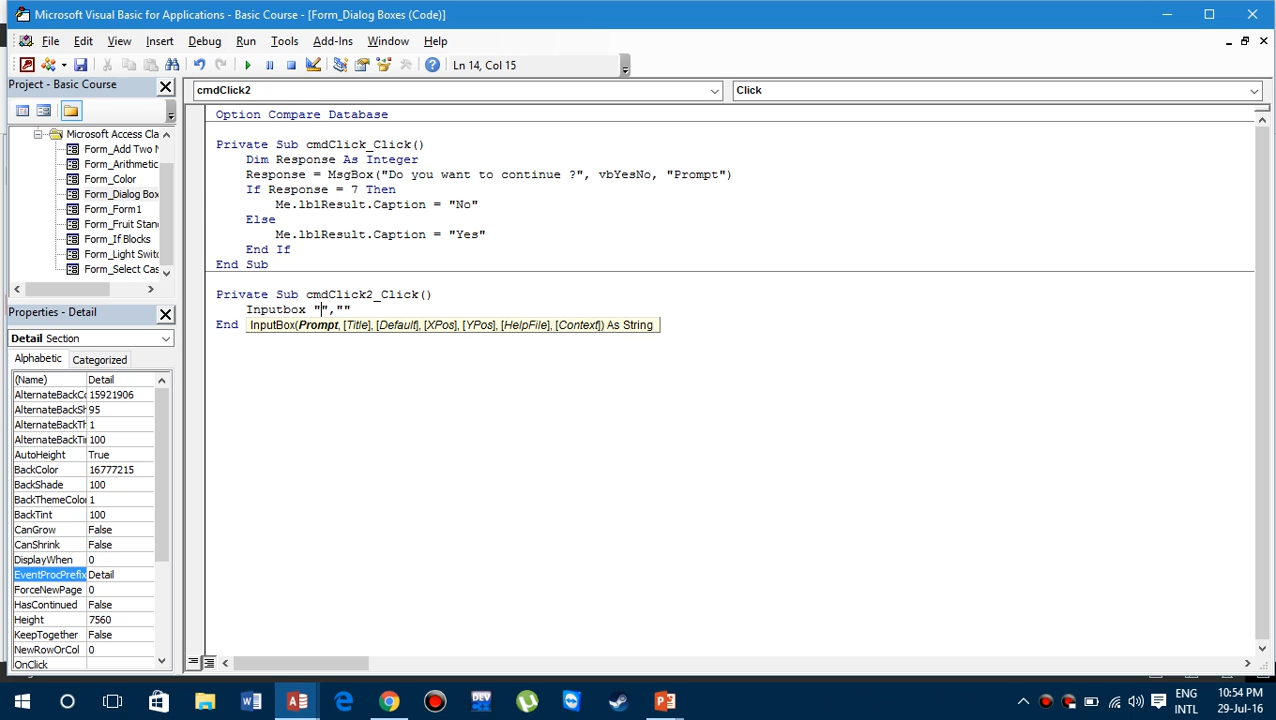 Microsoft Visual Basic for Applications - Basic Course - [Form_Dialog Boxes (Code)]
File Edit View Insert Debug Run Tools Add-Ins Window Help
Ln 14, Col 15
Project - Basic Course
cmdClick2
Click
Microsoft Access Cla
Form_Add Two N
Form_Arithmetic
Form_Color
Form_Dialog Box
Form_Form1
Form_Fruit Stan
Form_If Blocks
Form_Light Switc
Form_Select Cas
Properties - Detail
Detail Section
Alphabetic Categorized
(Name) Detail
AlternateBackCo 15921906
AlternateBackSh 95
AlternateBackTh 1
AlternateBackTin 100
AutoHeight True
BackColor 16777215
BackShade 100
BackThemeColo 1
BackTint 100
CanGrow False
CanShrink False
DisplayWhen 0
EventProcPrefix Detail
ForceNewPage 0
HasContinued False
Height 7560
KeepTogether False
NewRowOrCol 0
OnClick
Option Compare Database
Private Sub cmdClick_Click()
Dim Response As Integer
Response = MsgBox("Do you want to continue ?", vbYesNo, "Prompt")
If Response = 7 Then
Me.lblResult.Caption = "No"
Else
Me.lblResult.Caption = "Yes"
End If
End Sub
Private Sub cmdClick2_Click()
Inputbox "",""
End
InputBox(Prompt, [Title], [Default], [XPos], [YPos], [HelpFile], [Context]) As String
DEV
ENG
INTL
10:54 PM
29-Jul-16